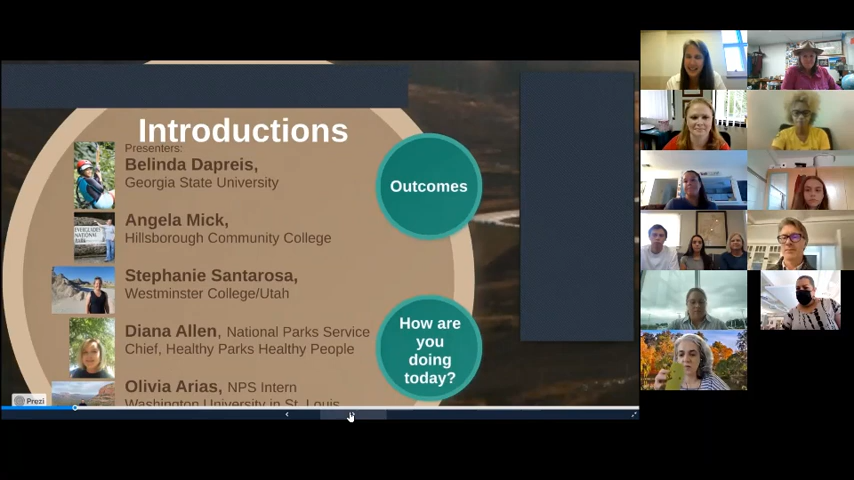 Introductions
Presenters:
Belinda Dapreis,
Georgia State University
Angela Mick,
Hillsborough Community College
Stephanie Santarosa,
Westminster College/Utah
Diana Allen, National Parks Service
Chief, Healthy Parks Healthy People
Olivia Arias, NPS Intern
Washington University in St. Louis
Outcomes
How are
you
doing
today?
Prezi